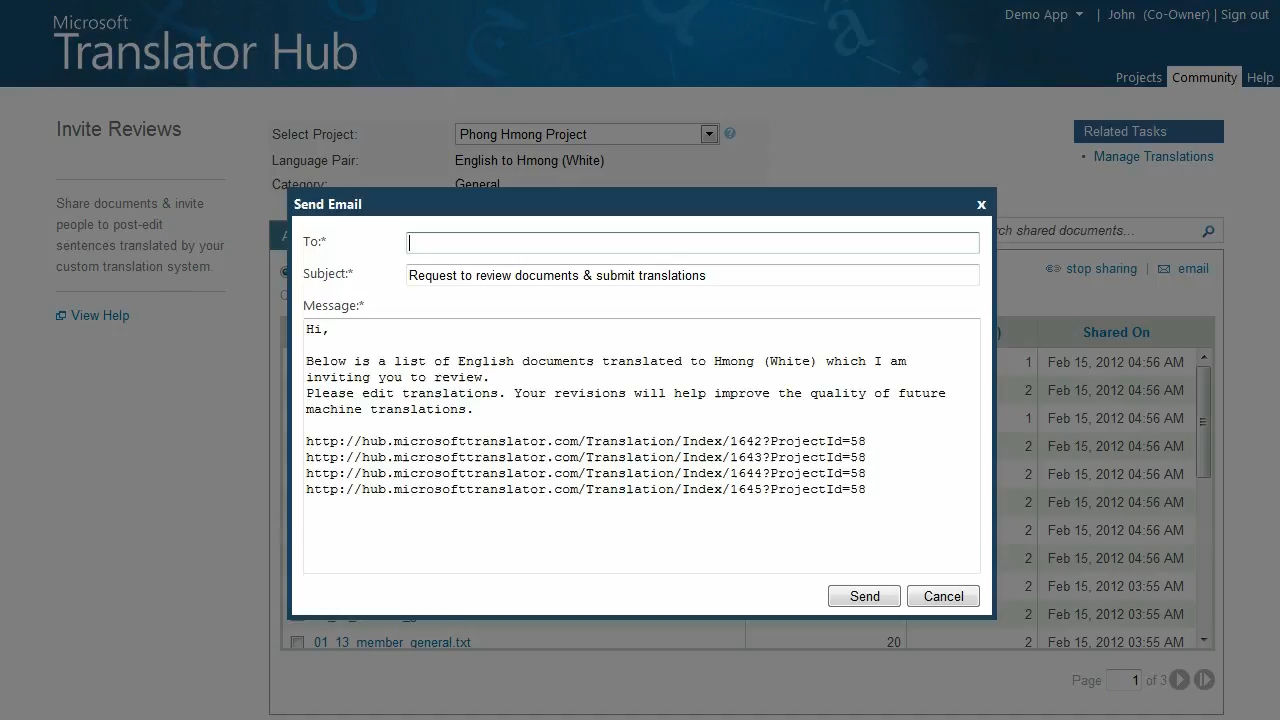 Microsoft
Translator Hub
Demo App | John (Co-Owner) | Sign out
Projects Community Help
Invite Reviews
Share documents & invite
people to post-edit
sentences translated by your
custom translation system.
View Help
Select Project: Phong Hmong Project
Language Pair: English to Hmong (White)
Category: General
Related Tasks
Manage Translations
shared documents...
stop sharing | email
Shared On
1 Feb 15, 2012 04:56 AM
2 Feb 15, 2012 04:56 AM
1 Feb 15, 2012 04:56 AM
2 Feb 15, 2012 04:56 AM
2 Feb 15, 2012 04:56 AM
2 Feb 15, 2012 04:56 AM
2 Feb 15, 2012 04:56 AM
2 Feb 15, 2012 04:56 AM
2 Feb 15, 2012 03:55 AM
2 Feb 15, 2012 03:55 AM
01_13_member_general.txt 20 2 Feb 15, 2012 03:55 AM
Page 1 of 3
Send Email x
To:*
Subject:* Request to review documents & submit translations
Message:*
Hi,
Below is a list of English documents translated to Hmong (White) which I am
inviting you to review.
Please edit translations. Your revisions will help improve the quality of future
machine translations.
http://hub.microsofttranslator.com/Translation/Index/1642?ProjectId=58
http://hub.microsofttranslator.com/Translation/Index/1643?ProjectId=58
http://hub.microsofttranslator.com/Translation/Index/1644?ProjectId=58
http://hub.microsofttranslator.com/Translation/Index/1645?ProjectId=58
Send Cancel